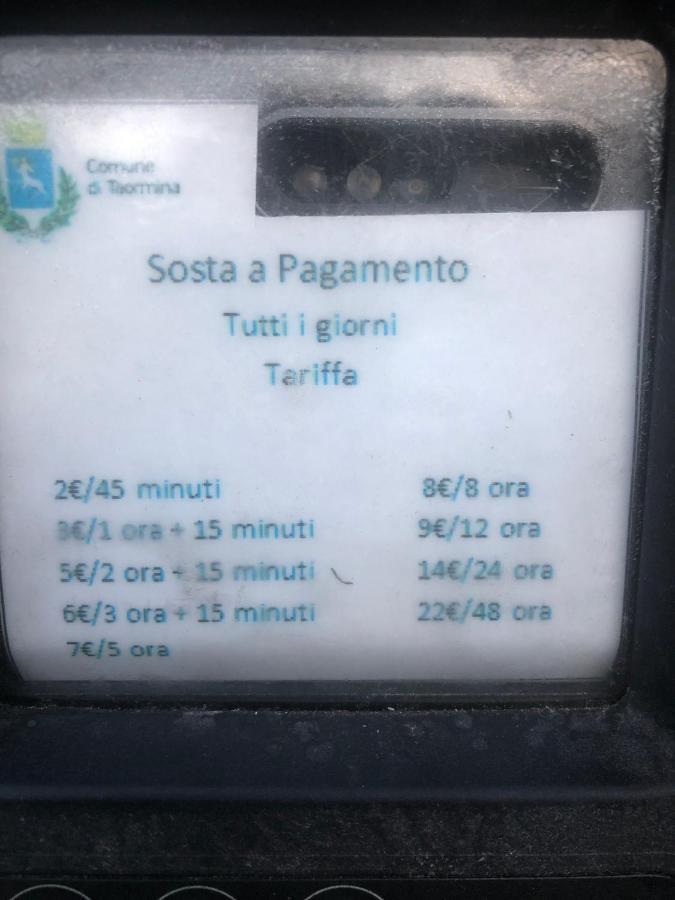 Comune
di Taormina
Sosta a Pagamento
Tutti i giorni
Tariffa
2€/45 minuti
3€/1 ora + 15 minuti
5€/2 ora + 15 minuti
6€/3 ora + 15 minuti
7€/5 ora
8€/8 ora
9€/12 ora
14€/24 ora
22€/48 ora